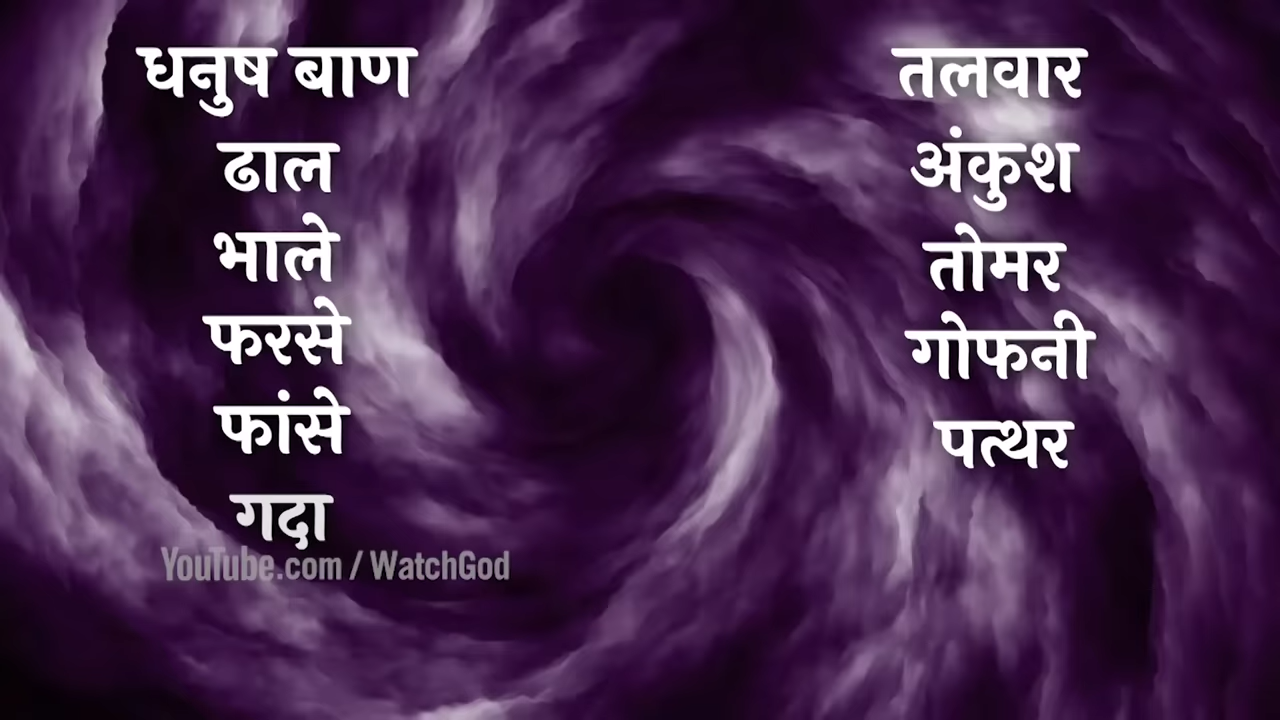 धनुष बाण
ढाल
भाले
फरसे
फांसे
गदा
YouTube.com / WatchGod
तलवार
अंकुश
तोमर
गोफनी
पत्थर